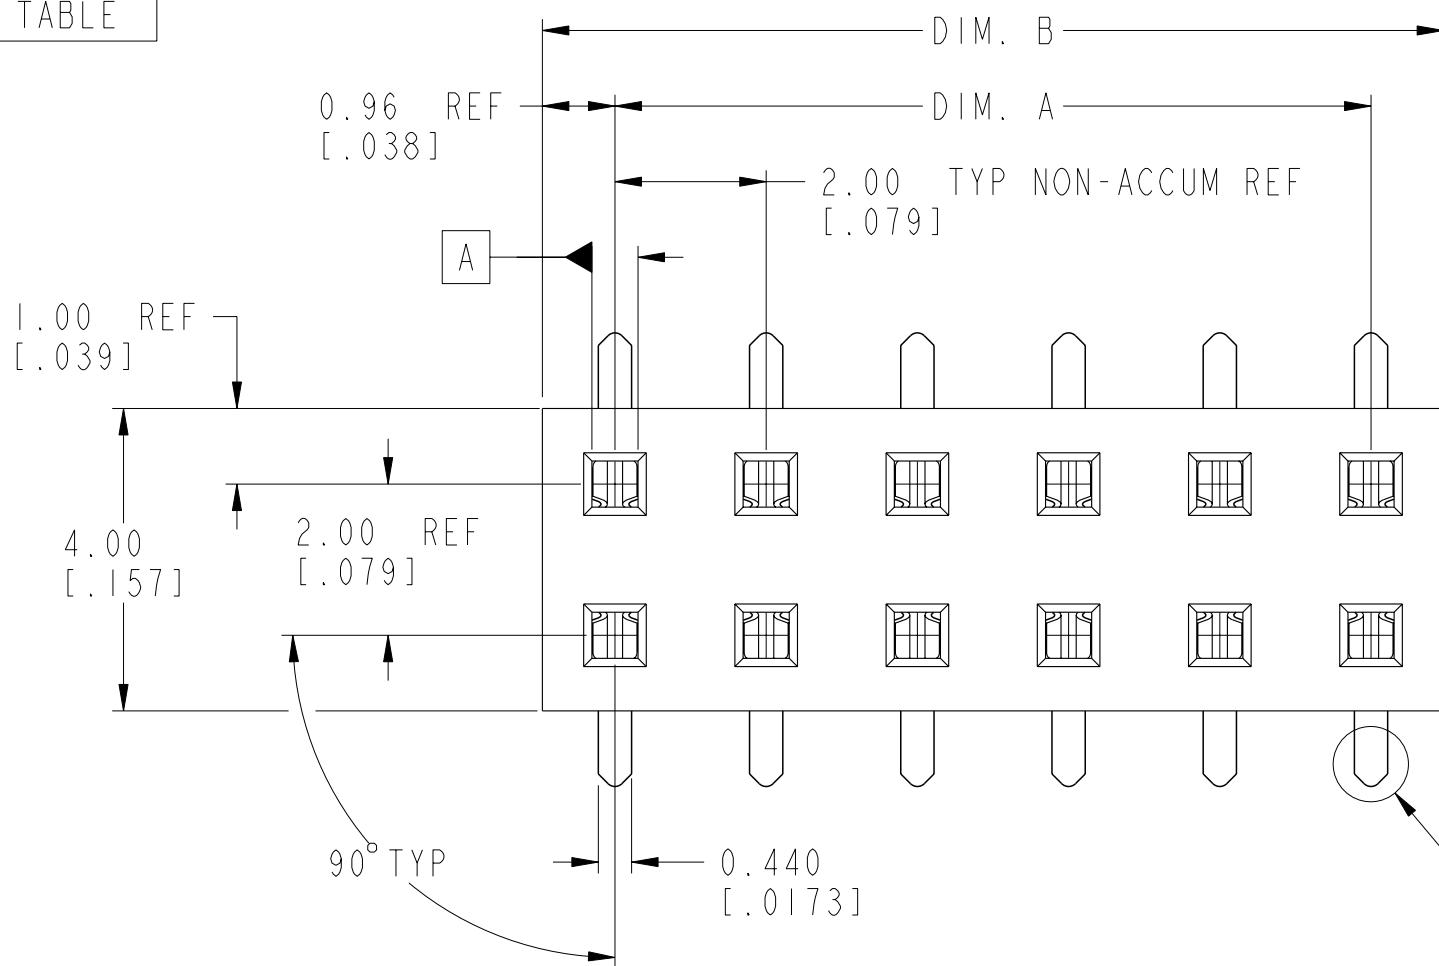 TABLE
DIM. B
0.96 REF
[.038]
DIM. A
2.00 TYP NON-ACCUM REF
[.079]
A
1.00 REF
[.039]
4.00
[.157]
2.00 REF
[.079]
90° TYP
0.440
[.0173]